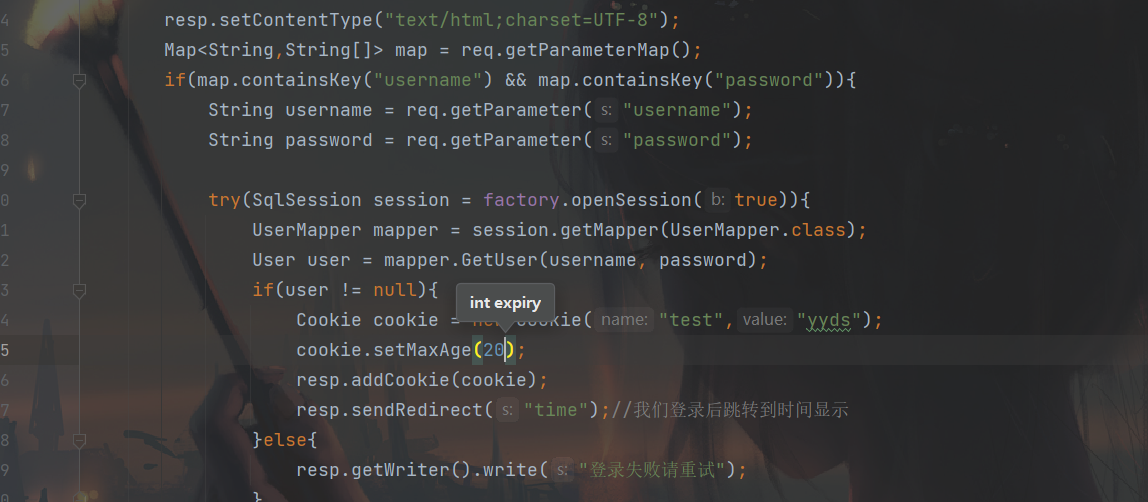 4 resp.setContentType("text/html;charset=UTF-8");
5 Map<String,String[]> map = req.getParameterMap();
6 if(map.containsKey("username") && map.containsKey("password")){
7 String username = req.getParameter( s: "username");
8 String password = req.getParameter( s: "password");
9
0 try(SqlSession session = factory.openSession( b: true)){
1 UserMapper mapper = session.getMapper(UserMapper.class);
2 User user = mapper.GetUser(username, password);
3 if(user != null){
int expiry
4 Cookie cookie = new Cookie( name: "test", value: "yyds");
5 cookie.setMaxAge(20);
6 resp.addCookie(cookie);
7 resp.sendRedirect( s: "time");//我们登录后跳转到时间显示
8 }else{
9 resp.getWriter().write( s: "登录失败请重试");
0 }